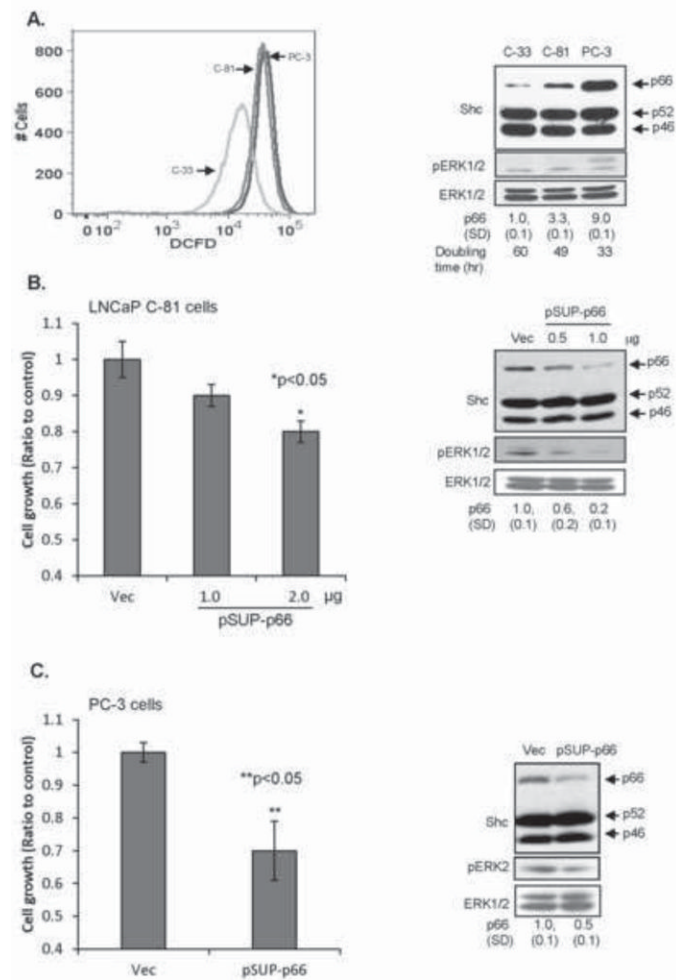 A.
800
600
400
200
0
# Cells
0 10² 10³ 10⁴ 10⁵
DCFD
C-81
PC-3
C-33
C-33 C-81 PC-3
Shc
p66
p52
p46
pERK1/2
ERK1/2
p66 1.0, 3.3, 9.0
(SD) (0.1) (0.1) (0.1)
Doubling time (hr) 60 49 33
B.
LNCaP C-81 cells
Cell growth (Ratio to control)
1.1
1
0.9
0.8
0.7
0.6
0.5
0.4
*p<0.05
*
Vec 1.0 2.0 µg
pSUP-p66
pSUP-p66
Vec 0.5 1.0 µg
Shc
p66
p52
p46
pERK1/2
ERK1/2
p66 1.0, 0.6, 0.2
(SD) (0.1) (0.2) (0.1)
C.
PC-3 cells
Cell growth (Ratio to control)
1.1
1
0.9
0.8
0.7
0.6
0.5
0.4
**p<0.05
**
Vec pSUP-p66
Vec pSUP-p66
Shc
p66
p52
p46
pERK2
ERK1/2
p66 1.0, 0.5
(SD) (0.1) (0.1)